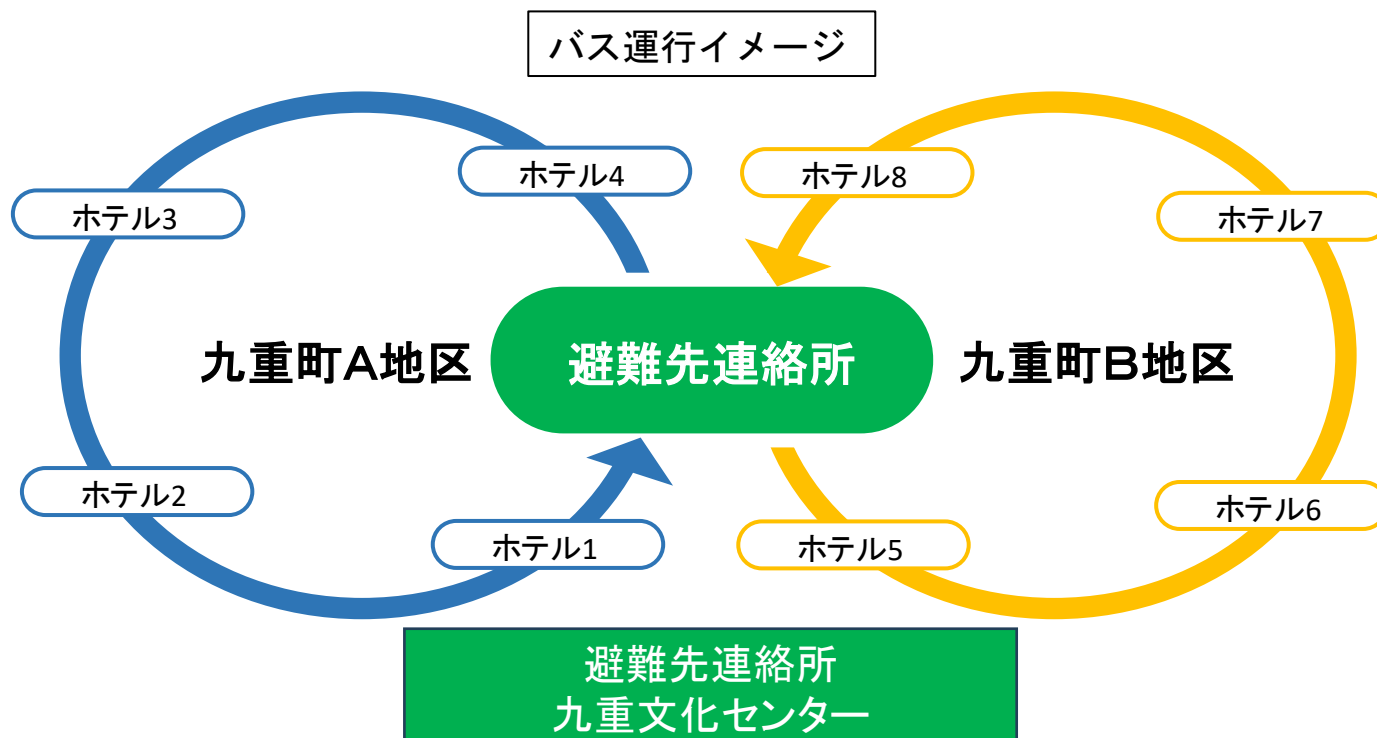 バス運行イメージ
ホテル4
ホテル8
ホテル3
ホテル7
九重町A地区
避難先連絡所
九重町B地区
ホテル2
ホテル6
ホテル1
ホテル5
避難先連絡所
九重文化センター